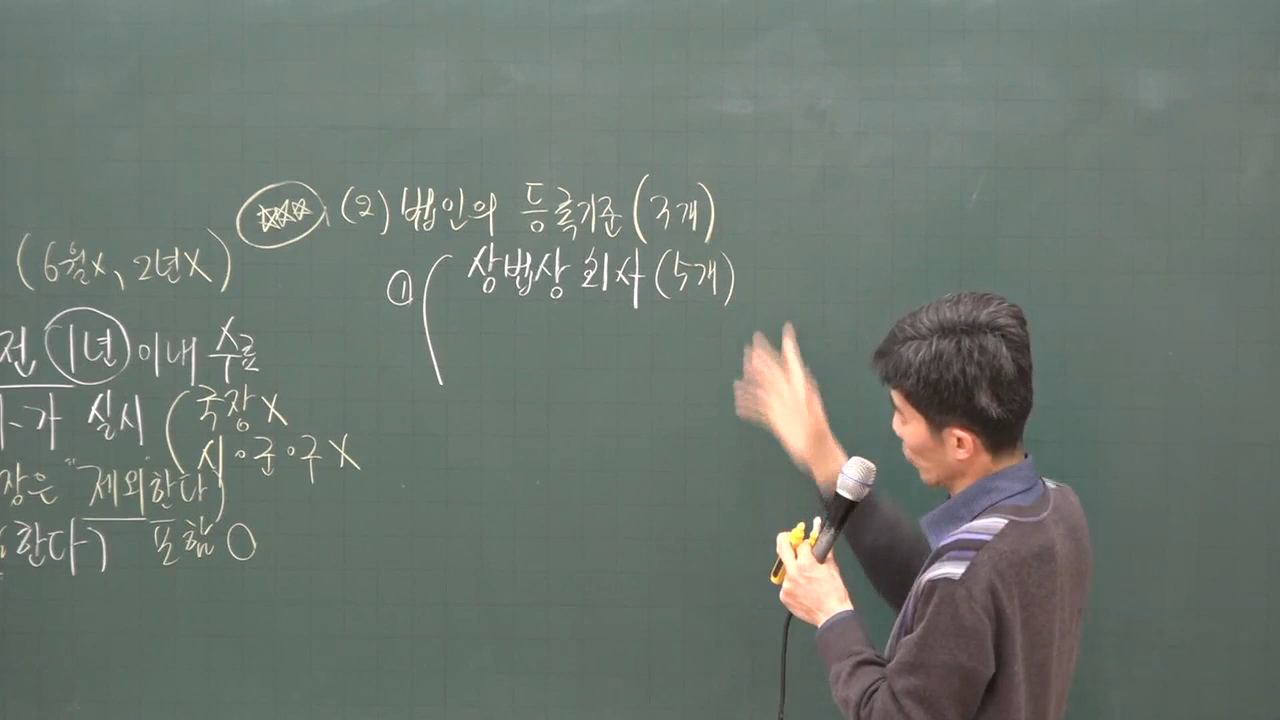 (6월X, 2년X)
전 1년 이내 수료
가 실시 (국장X
시·군·구X
장은 "제외한다"
한다) 포함 O
☆☆☆ (2) 법인의 등록기준 (7개)
① ( 상법상 회사 (5개)